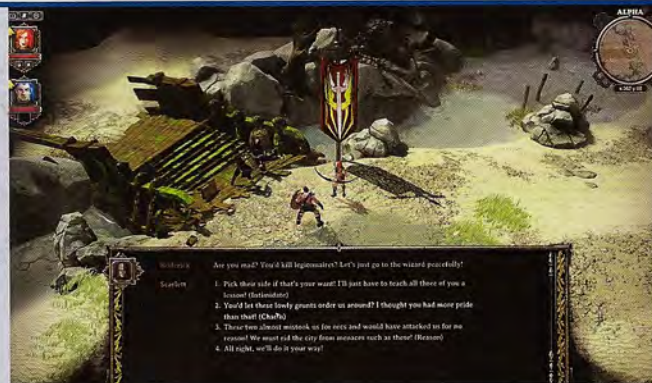 ALPHA
Are you mad? You'd kill legionnaires? Let's just go to the wizard peacefully!
Scarlett
1. Pick their side if that's your want! I'll just have to teach all three of you a
lesson! (Intimidate)
2. You'd let these lowly grunts order us around? I thought you had more pride
than that! (Charm)
3. These two almost mistook us for orcs and would have attacked us for no
reason! We must rid the city from menaces such as these! (Reason)
4. All right, we'll do it your way!